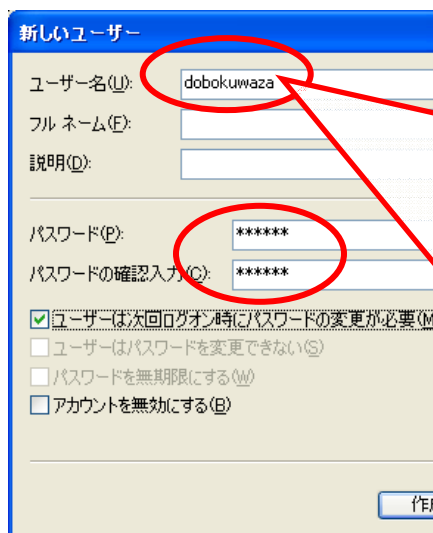 新しいユーザー
ユーザー名(U): dobokuwaza
フル ネーム(F):
説明(D):
パスワード(P): ******
パスワードの確認入力(C): ******
ユーザーは次回ログオン時にパスワードの変更が必要(M
ユーザーはパスワードを変更できない(S)
パスワードを無期限にする(W)
アカウントを無効にする(B)
作成